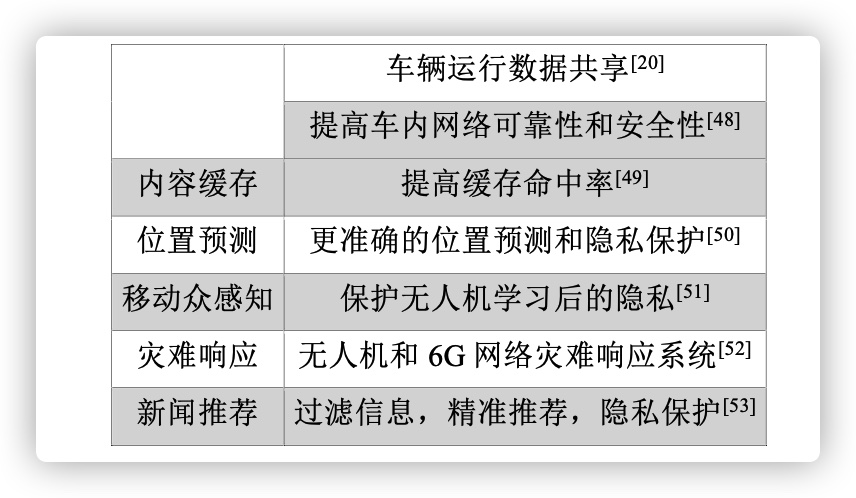 车辆运行数据共享[20]
提高车内网络可靠性和安全性[48]
内容缓存 提高缓存命中率[49]
位置预测 更准确的位置预测和隐私保护[50]
移动众感知 保护无人机学习后的隐私[51]
灾难响应 无人机和 6G 网络灾难响应系统[52]
新闻推荐 过滤信息，精准推荐，隐私保护[53]